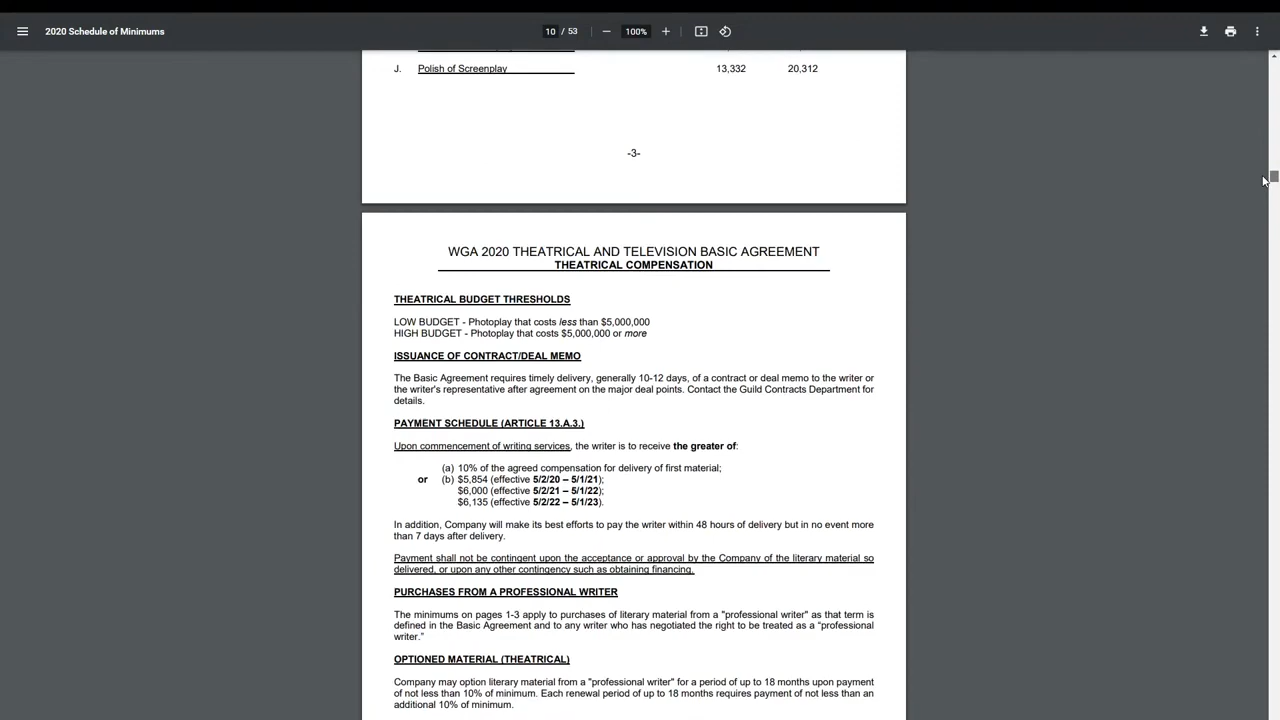 2020 Schedule of Minimums
10 / 53
100%
J. Polish of Screenplay 13,332 20,312
-3-
WGA 2020 THEATRICAL AND TELEVISION BASIC AGREEMENT
THEATRICAL COMPENSATION
THEATRICAL BUDGET THRESHOLDS
LOW BUDGET - Photoplay that costs less than $5,000,000
HIGH BUDGET - Photoplay that costs $5,000,000 or more
ISSUANCE OF CONTRACT/DEAL MEMO
The Basic Agreement requires timely delivery, generally 10-12 days, of a contract or deal memo to the writer or
the writer's representative after agreement on the major deal points. Contact the Guild Contracts Department for
details.
PAYMENT SCHEDULE (ARTICLE 13.A.3.)
Upon commencement of writing services, the writer is to receive the greater of:
(a) 10% of the agreed compensation for delivery of first material;
or (b) $5,854 (effective 5/2/20 – 5/1/21);
$6,000 (effective 5/2/21 – 5/1/22);
$6,135 (effective 5/2/22 – 5/1/23).
In addition, Company will make its best efforts to pay the writer within 48 hours of delivery but in no event more
than 7 days after delivery.
Payment shall not be contingent upon the acceptance or approval by the Company of the literary material so
delivered, or upon any other contingency such as obtaining financing.
PURCHASES FROM A PROFESSIONAL WRITER
The minimums on pages 1-3 apply to purchases of literary material from a "professional writer" as that term is
defined in the Basic Agreement and to any writer who has negotiated the right to be treated as a “professional
writer.”
OPTIONED MATERIAL (THEATRICAL)
Company may option literary material from a "professional writer" for a period of up to 18 months upon payment
of not less than 10% of minimum. Each renewal period of up to 18 months requires payment of not less than an
additional 10% of minimum.